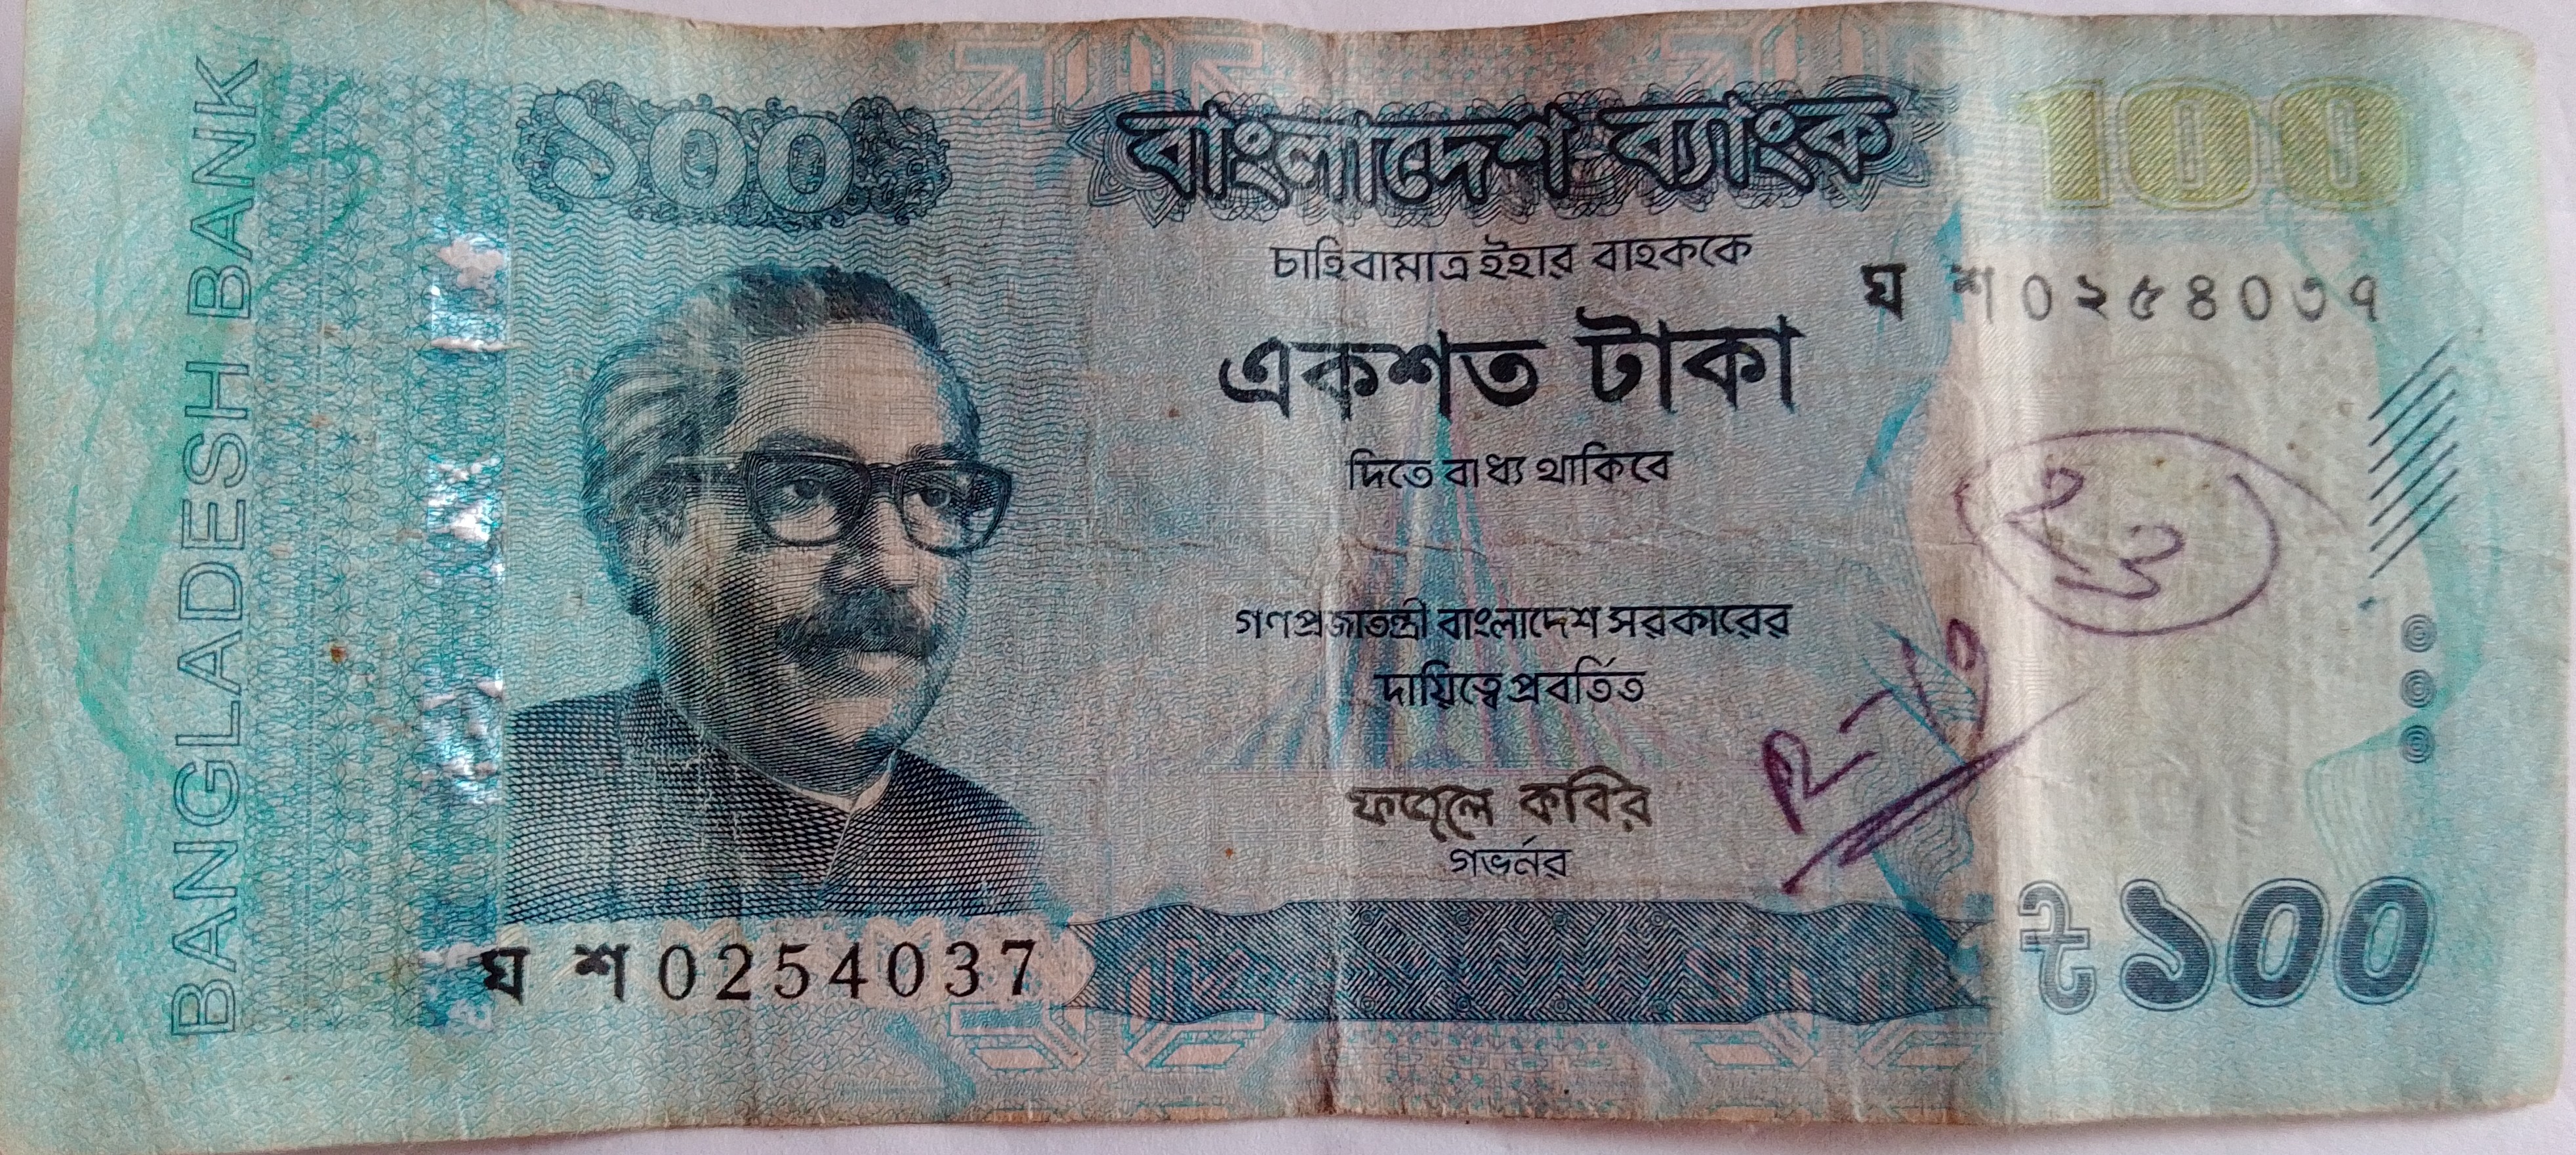 BANGLADESH BANK
১০০
বাংলাদেশ ব্যাংক
100
চাহিবামাত্র ইহার বাহককে
ঘ শ ০২৫৪০৩৭
একশত টাকা
দিতে বাধ্য থাকিবে
গণপ্রজাতন্ত্রী বাংলাদেশ সরকারের
দায়িত্বে প্রবর্তিত
ফজলে কবির
গভর্নর
ঘ শ 0254037
৳১০০